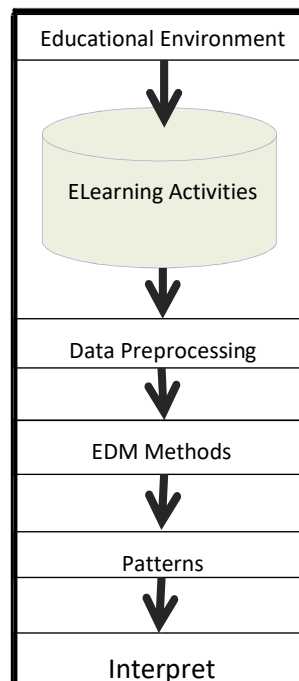 Educational Environment
ELearning Activities
Data Preprocessing
EDM Methods
Patterns
Interpret